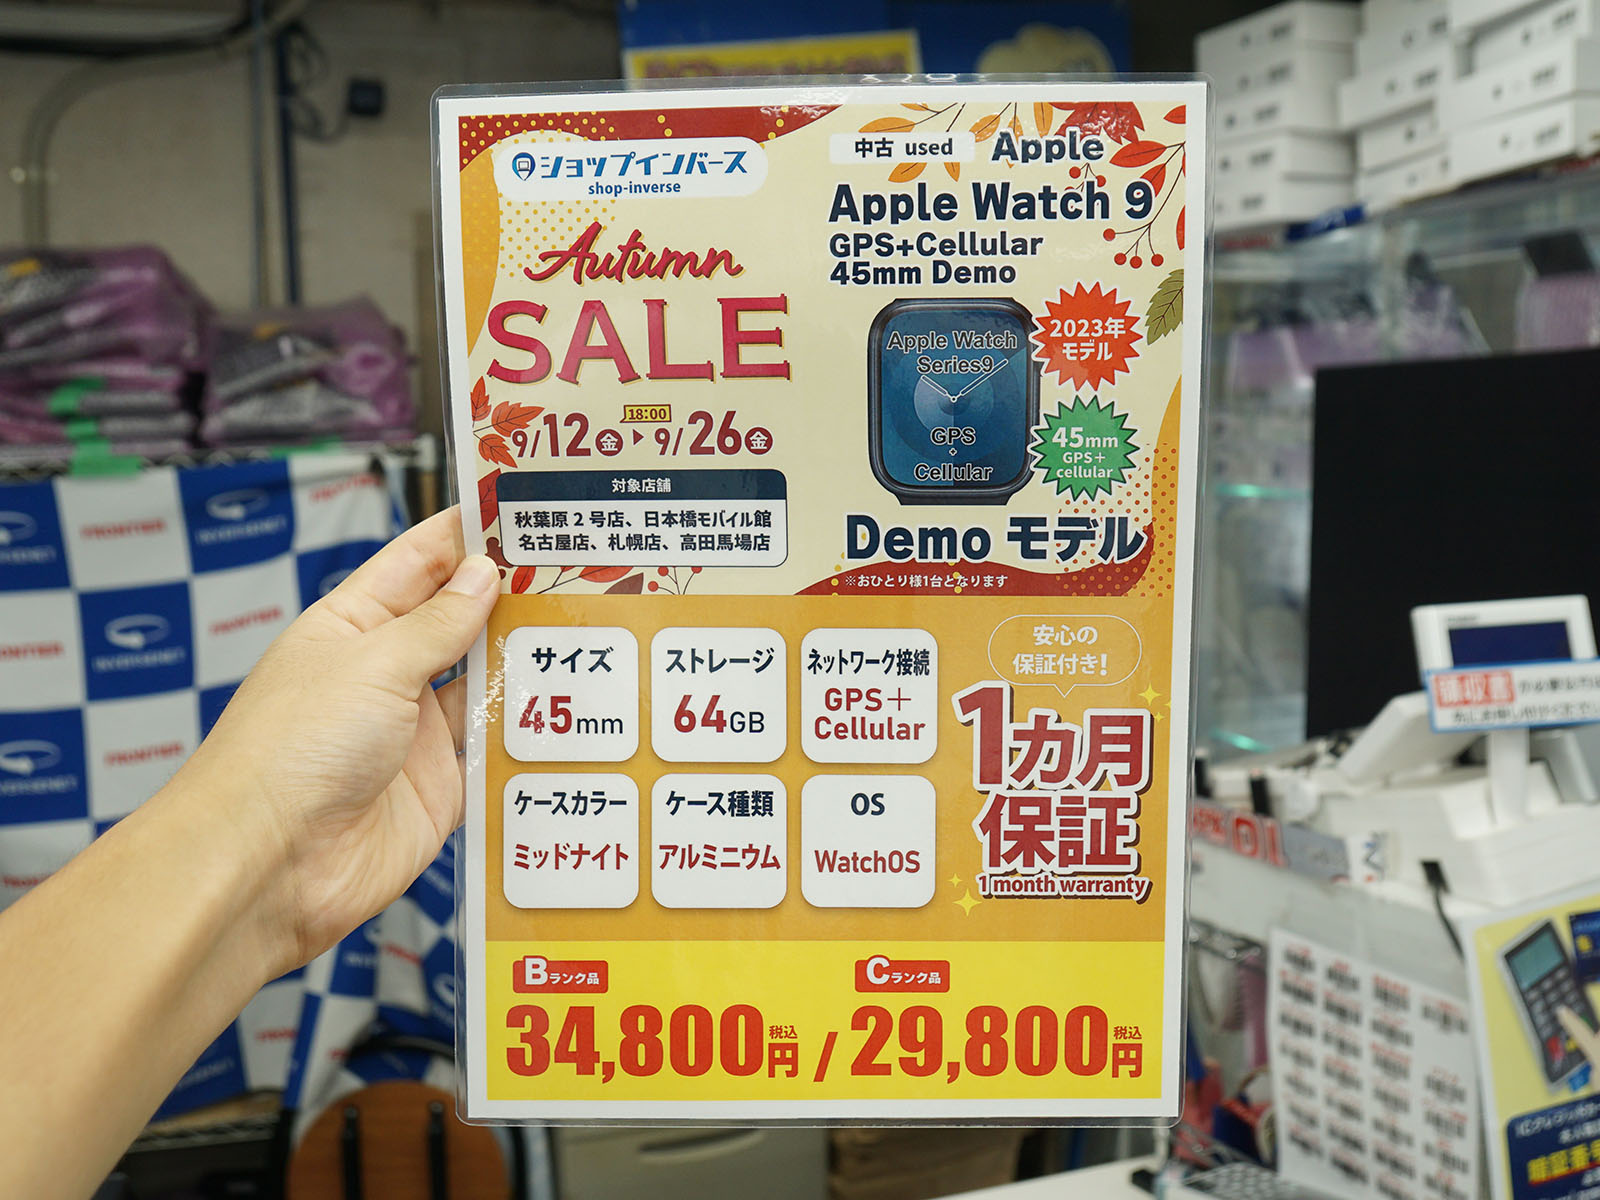 ショップインバース
shop-inverse
Autumn
SALE
18:00
9/12㊎▶9/26㊎
対象店舗
秋葉原2号店、日本橋モバイル館
名古屋店、札幌店、高田馬場店
中古 used Apple
Apple Watch 9
GPS+Cellular
45mm Demo
Apple Watch
Series9
GPS
+
Cellular
2023年
モデル
45mm
GPS＋
cellular
Demo モデル
※おひとり様1台となります
サイズ
45mm
ストレージ
64GB
ネットワーク接続
GPS＋
Cellular
ケースカラー
ミッドナイト
ケース種類
アルミニウム
OS
WatchOS
安心の
保証付き!
1カ月
保証
1 month warranty
Bランク品
34,800円 税込
/
Cランク品
29,800円 税込
FRONTIER
FRONTIER
FRONTIER
領収書